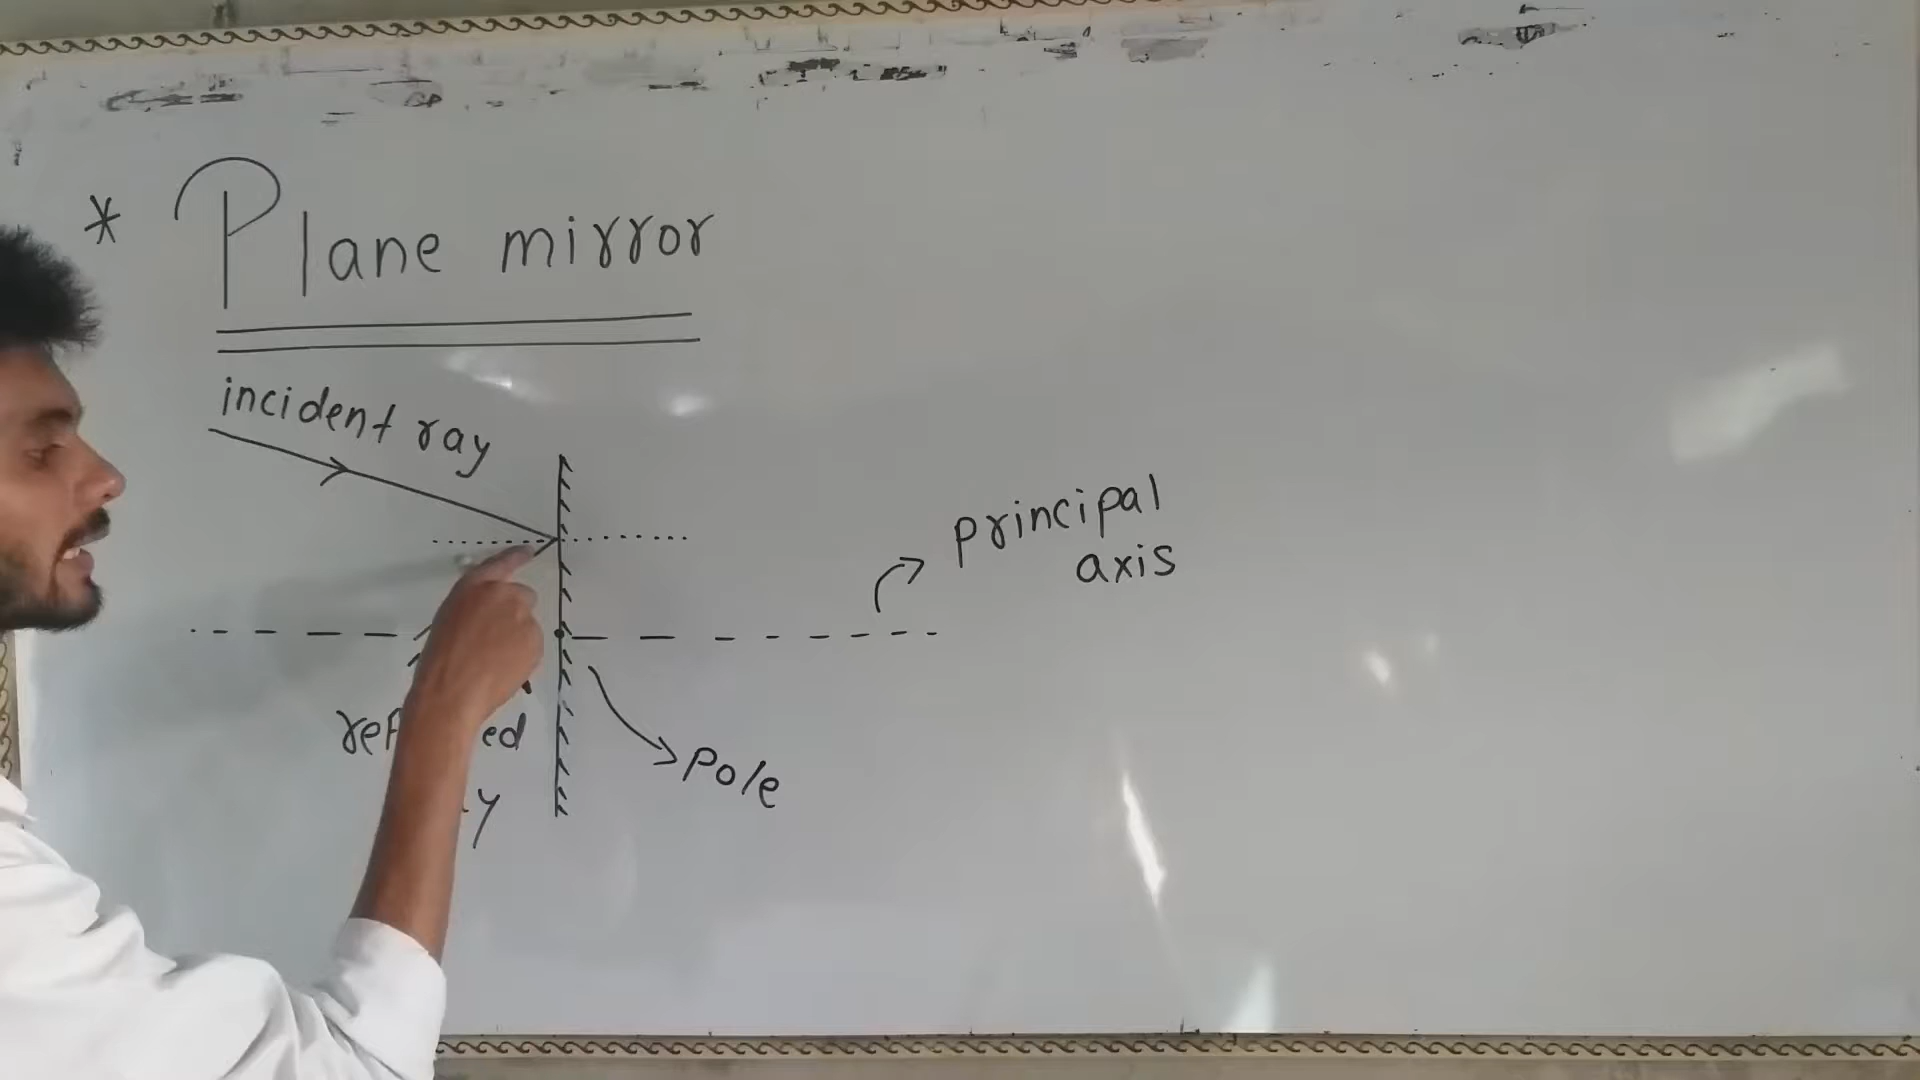 * Plane mirror
incident ray
principal
axis
Pole